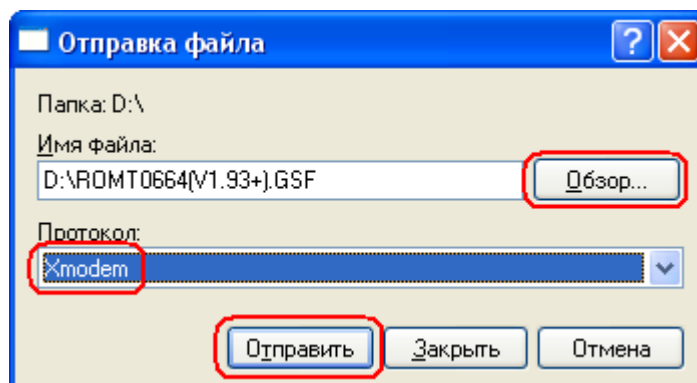 Отправка файла
Папка: D:\
Имя файла:
D:\ROMT0664(V1.93+).GSF Обзор...
Протокол:
Xmodem
Отправить Закрыть Отмена